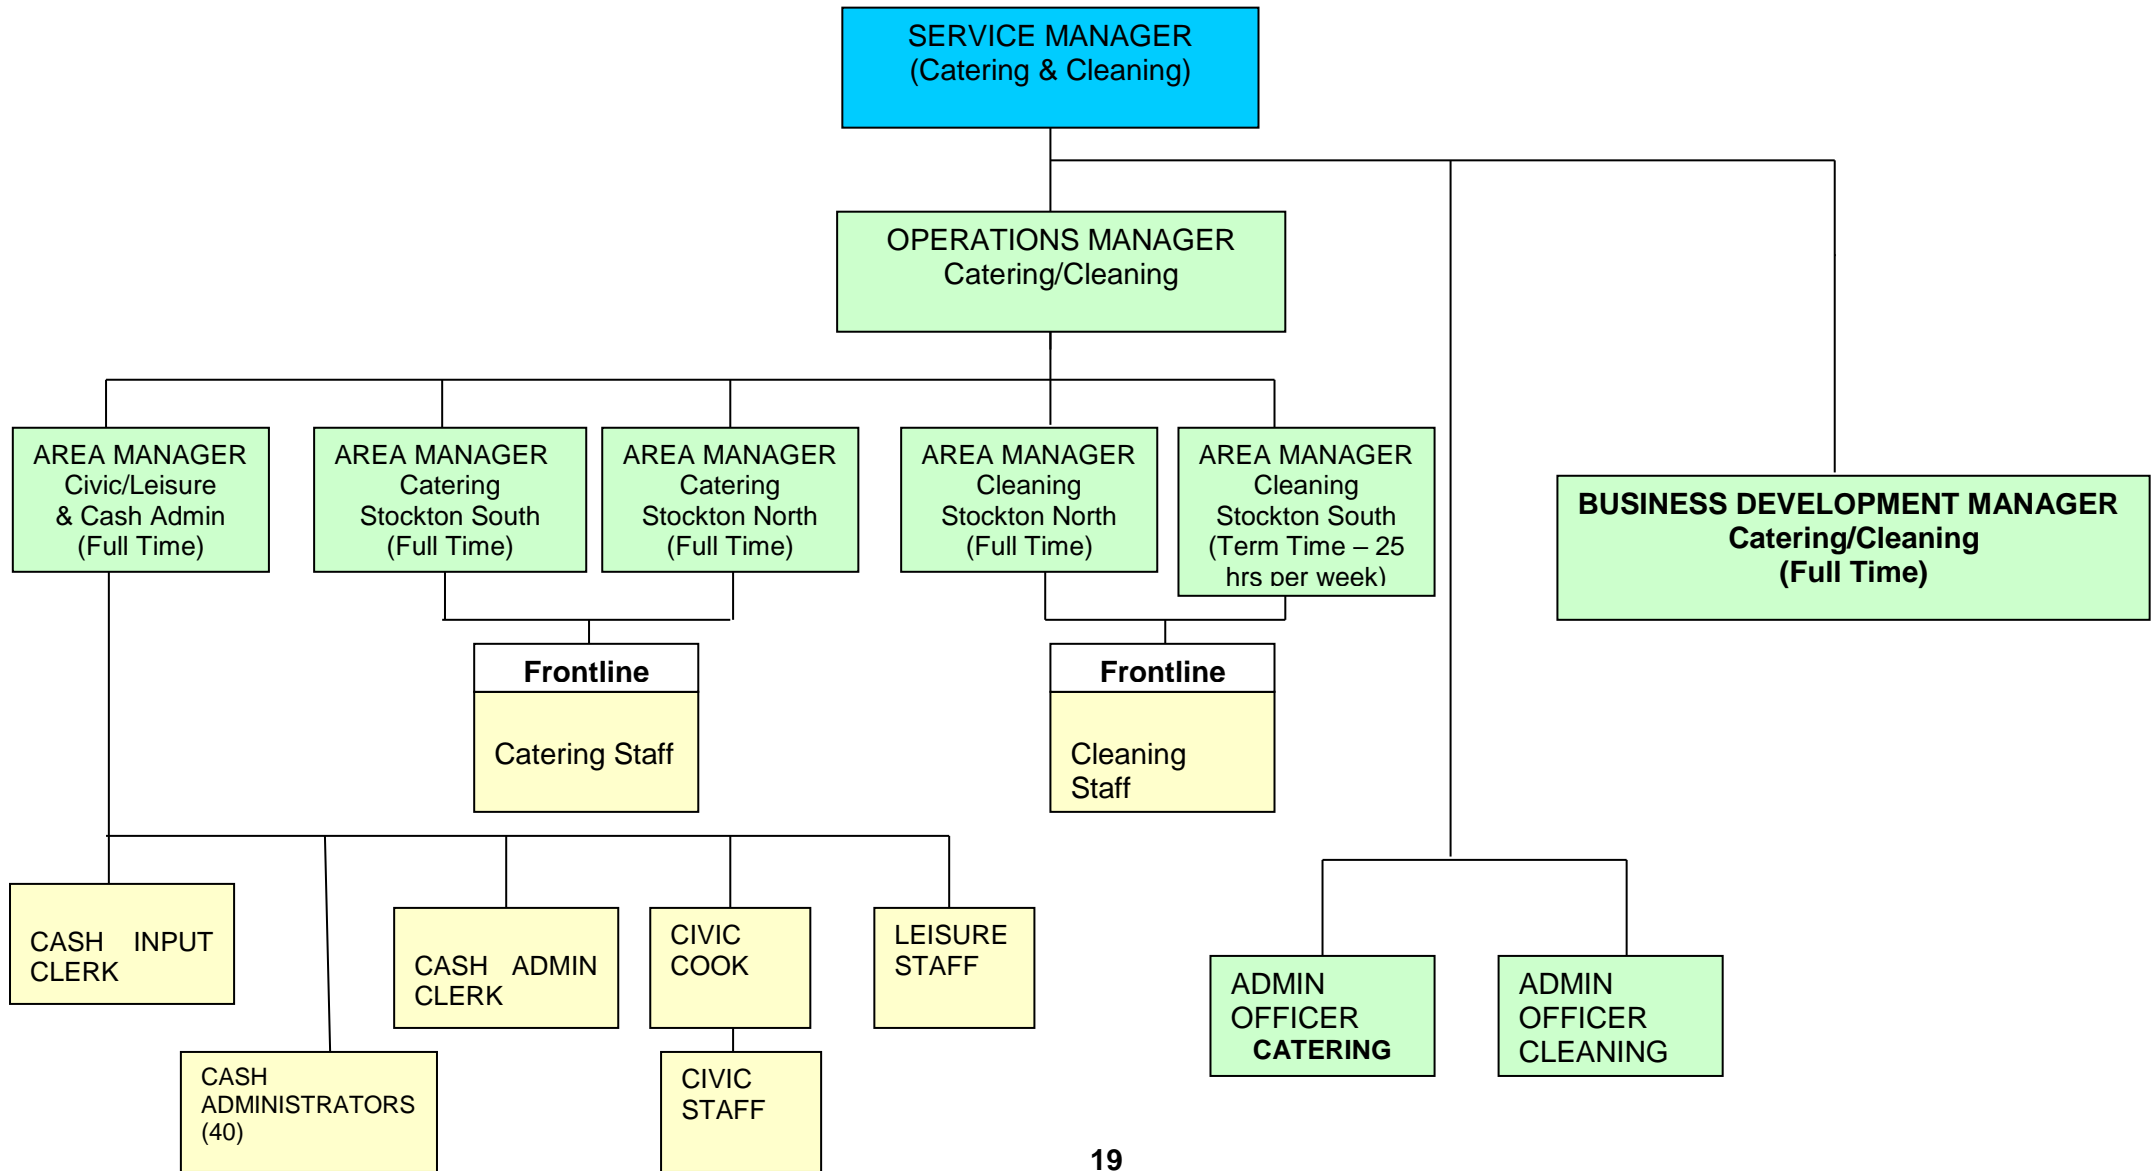 SERVICE MANAGER
(Catering & Cleaning)
OPERATIONS MANAGER
Catering/Cleaning
AREA MANAGER
Civic/Leisure
& Cash Admin
(Full Time)
AREA MANAGER
Catering
Stockton South
(Full Time)
AREA MANAGER
Catering
Stockton North
(Full Time)
AREA MANAGER
Cleaning
Stockton North
(Full Time)
AREA MANAGER
Cleaning
Stockton South
(Term Time – 25
hrs per week)
BUSINESS DEVELOPMENT MANAGER
Catering/Cleaning
(Full Time)
Frontline
Catering Staff
Frontline
Cleaning
Staff
CASH INPUT
CLERK
CASH ADMIN
CLERK
CIVIC
COOK
LEISURE
STAFF
ADMIN
OFFICER
CATERING
ADMIN
OFFICER
CLEANING
CASH
ADMINISTRATORS
(40)
CIVIC
STAFF
19